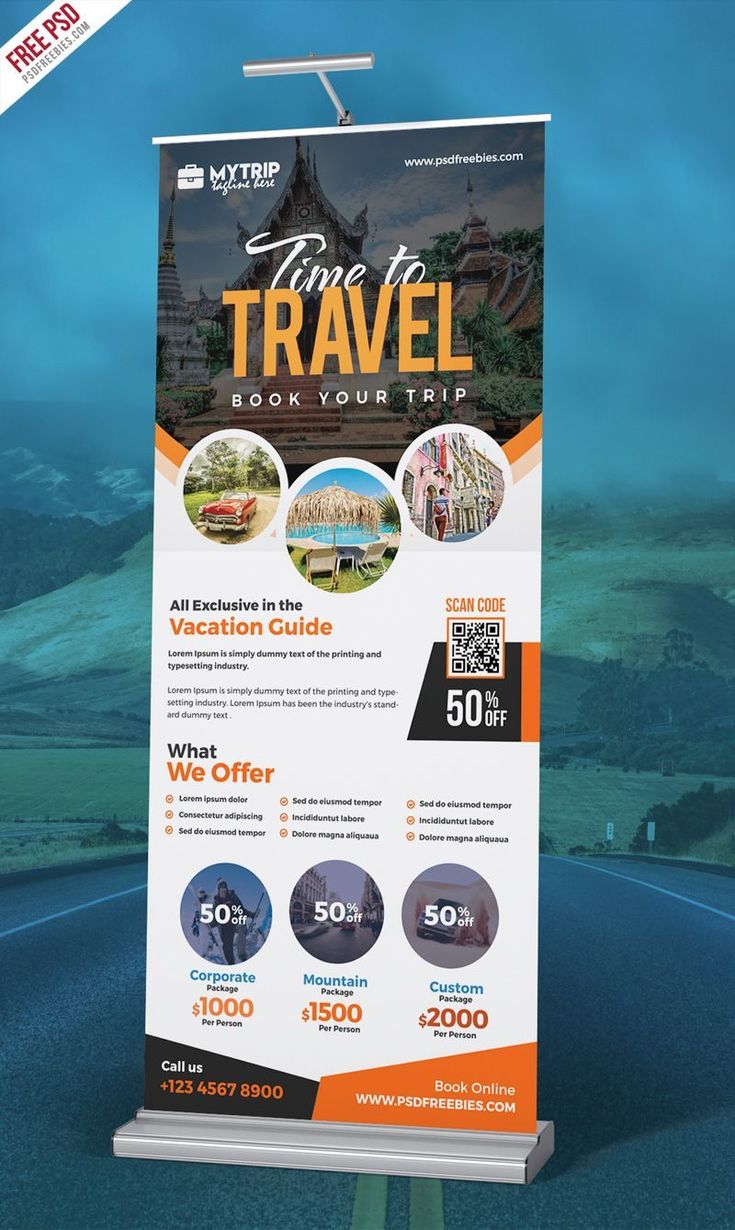 FREE PSD
PSDFREEBIES.COM
MYTRIP
tagline here
www.psdfreebies.com
Time to
TRAVEL
BOOK YOUR TRIP
All Exclusive in the
Vacation Guide
Lorem Ipsum is simply dummy text of the printing and
typesetting industry.
Lorem Ipsum is simply dummy text of the printing and type-
setting industry. Lorem Ipsum has been the industry's stand-
ard dummy text .
SCAN CODE
50% OFF
What
We Offer
Lorem ipsum dolor
Consectetur adipiscing
Sed do eiusmod tempor
Sed do eiusmod tempor
Incididuntut labore
Dolore magna aliquaua
Sed do eiusmod tempor
Incididuntut labore
Dolore magna aliquaua
50% off
50% off
50% off
Corporate
Package
$1000
Per Person
Mountain
Package
$1500
Per Person
Custom
Package
$2000
Per Person
Call us
+123 4567 8900
Book Online
WWW.PSDFREEBIES.COM